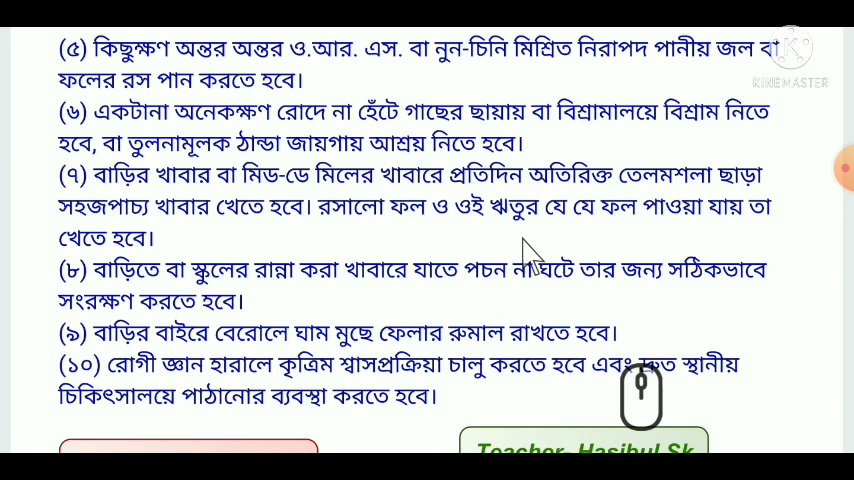 (৫) কিছুক্ষণ অন্তর অন্তর ও.আর. এস. বা নুন-চিনি মিশ্রিত নিরাপদ পানীয় জল বা
ফলের রস পান করতে হবে।
(৬) একটানা অনেকক্ষণ রোদে না হেঁটে গাছের ছায়ায় বা বিশ্রামালয়ে বিশ্রাম নিতে
হবে, বা তুলনামূলক ঠান্ডা জায়গায় আশ্রয় নিতে হবে।
(৭) বাড়ির খাবার বা মিড-ডে মিলের খাবারে প্রতিদিন অতিরিক্ত তেলমশলা ছাড়া
সহজপাচ্য খাবার খেতে হবে। রসালো ফল ও ওই ঋতুর যে যে ফল পাওয়া যায় তা
খেতে হবে।
(৮) বাড়িতে বা স্কুলের রান্না করা খাবারে যাতে পচন না ঘটে তার জন্য সঠিকভাবে
সংরক্ষণ করতে হবে।
(৯) বাড়ির বাইরে বেরোলে ঘাম মুছে ফেলার রুমাল রাখতে হবে।
(১০) রোগী জ্ঞান হারালে কৃত্রিম শ্বাসপ্রক্রিয়া চালু করতে হবে এবং দ্রুত স্থানীয়
চিকিৎসালয়ে পাঠানোর ব্যবস্থা করতে হবে।
Teacher- Hasibul Sk
KINEMASTER